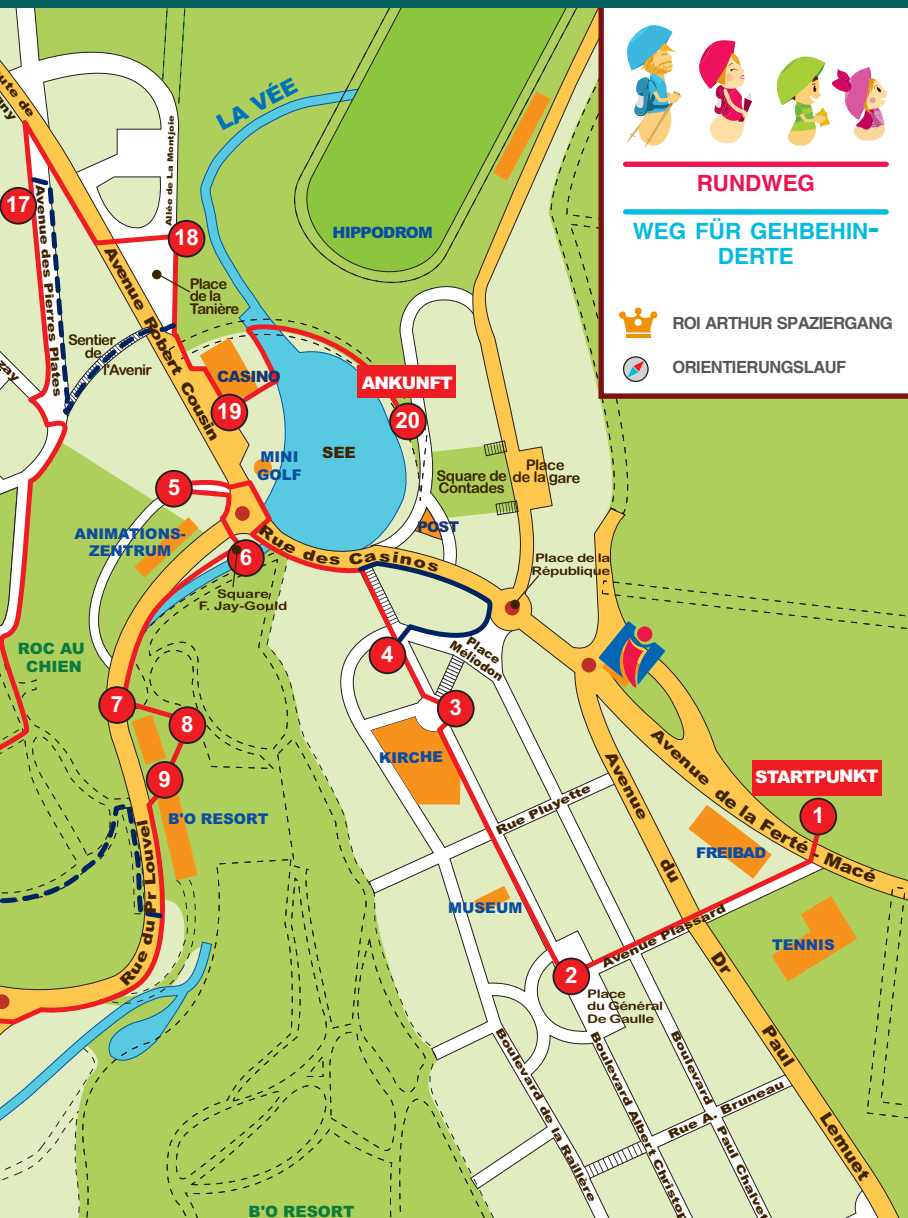 RUNDWEG
WEG FÜR GEHBEHIN-
DERTE
ROI ARTHUR SPAZIERGANG
ORIENTIERUNGSLAUF
LA VÉE
HIPPODROM
Allée de La Montjoie
17
Avenue des Pierres Plates
18
Place
de la
Tanière
Avenue Robert Cousin
Sentier
de
l'Avenir
CASINO
19
ANKUNFT
20
SEE
MINI
GOLF
Square de
Contades
Place
de la gare
5
ANIMATIONS-
ZENTRUM
6
Square
F. Jay-Gould
POST
Rue des Casinos
Place de la
République
ROC AU
CHIEN
4
Place
Méliodon
3
7
8
9
KIRCHE
B'O RESORT
Rue du Pr Louvel
Rue Pluyette
Avenue du Dr Paul Lemuet
Avenue de la Ferté-Macé
STARTPUNKT
1
FREIBAD
MUSEUM
Avenue Plassard
TENNIS
2
Place
du Général
De Gaulle
Boulevard de la Raillère
Boulevard Albert Christop
Boulevard Paul Chalvet
Rue A. Bruneau
B'O RESORT